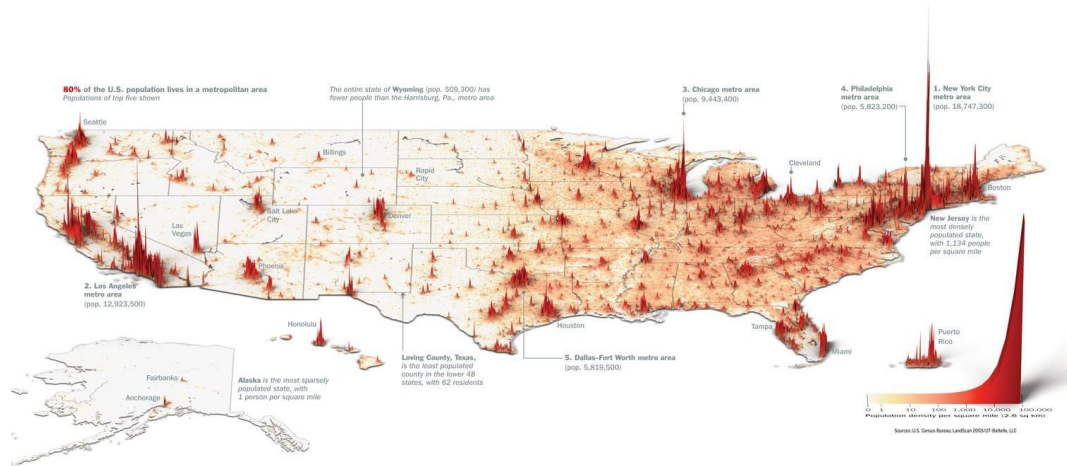 80% of the U.S. population lives in a metropolitan area
Populations of top five shown
The entire state of Wyoming (pop. 509,300) has
fewer people than the Harrisburg, Pa., metro area
3. Chicago metro area
(pop. 9,443,400)
4. Philadelphia
metro area
(pop. 5,823,200)
1. New York City
metro area
(pop. 18,747,300)
Seattle
Billings
Rapid
City
Cleveland
Boston
Salt Lake
City
Denver
Las
Vegas
Phoenix
New Jersey is the
most densely
populated state,
with 1,134 people
per square mile
2. Los Angeles
metro area
(pop. 12,923,500)
Honolulu
Houston
Tampa
Miami
Puerto
Rico
Loving County, Texas,
is the least populated
county in the lower 48
states, with 62 residents
5. Dallas–Fort Worth metro area
(pop. 5,819,500)
Fairbanks
Anchorage
Alaska is the most sparsely
populated state, with
1 person per square mile
0 1 10 100 1,000 10,000 100,000
Population density per square mile (2.6 sq km)
Sources: U.S. Census Bureau; LandScan 2003/UT-Battelle, LLC